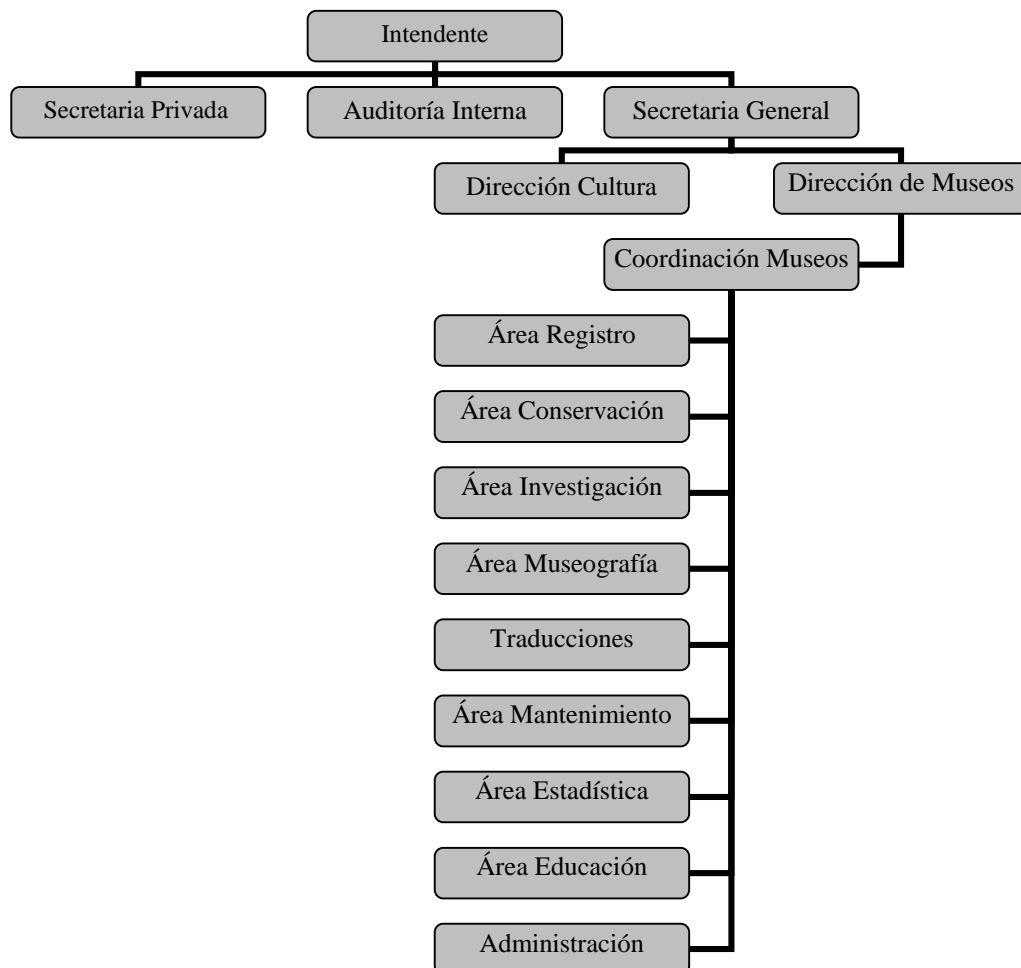 Intendente
Secretaria Privada
Auditoría Interna
Secretaria General
Dirección Cultura
Dirección de Museos
Coordinación Museos
Área Registro
Área Conservación
Área Investigación
Área Museografía
Traducciones
Área Mantenimiento
Área Estadística
Área Educación
Administración